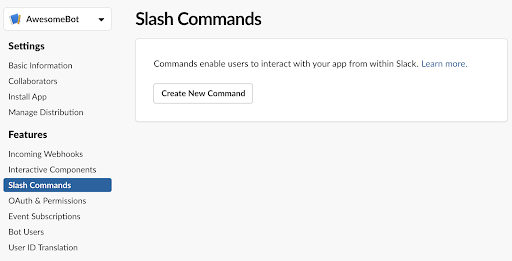 AwesomeBot
Settings
Basic Information
Collaborators
Install App
Manage Distribution
Features
Incoming Webhooks
Interactive Components
Slash Commands
OAuth & Permissions
Event Subscriptions
Bot Users
User ID Translation
Slash Commands
Commands enable users to interact with your app from within Slack. Learn more.
Create New Command